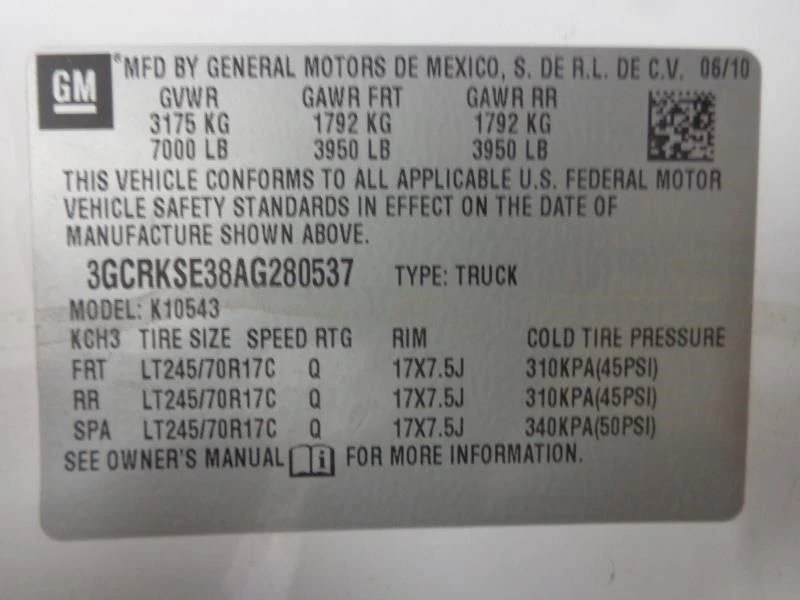 GM ® MFD BY GENERAL MOTORS DE MEXICO, S. DE R.L. DE C.V. 06/10
GVWR GAWR FRT GAWR RR
3175 KG 1792 KG 1792 KG
7000 LB 3950 LB 3950 LB
THIS VEHICLE CONFORMS TO ALL APPLICABLE U.S. FEDERAL MOTOR
VEHICLE SAFETY STANDARDS IN EFFECT ON THE DATE OF
MANUFACTURE SHOWN ABOVE.
3GCRKSE38AG280537 TYPE: TRUCK
MODEL: K10543
KCH3 TIRE SIZE SPEED RTG RIM COLD TIRE PRESSURE
FRT LT245/70R17C Q 17X7.5J 310KPA(45PSI)
RR LT245/70R17C Q 17X7.5J 310KPA(45PSI)
SPA LT245/70R17C Q 17X7.5J 340KPA(50PSI)
SEE OWNER'S MANUAL i FOR MORE INFORMATION.